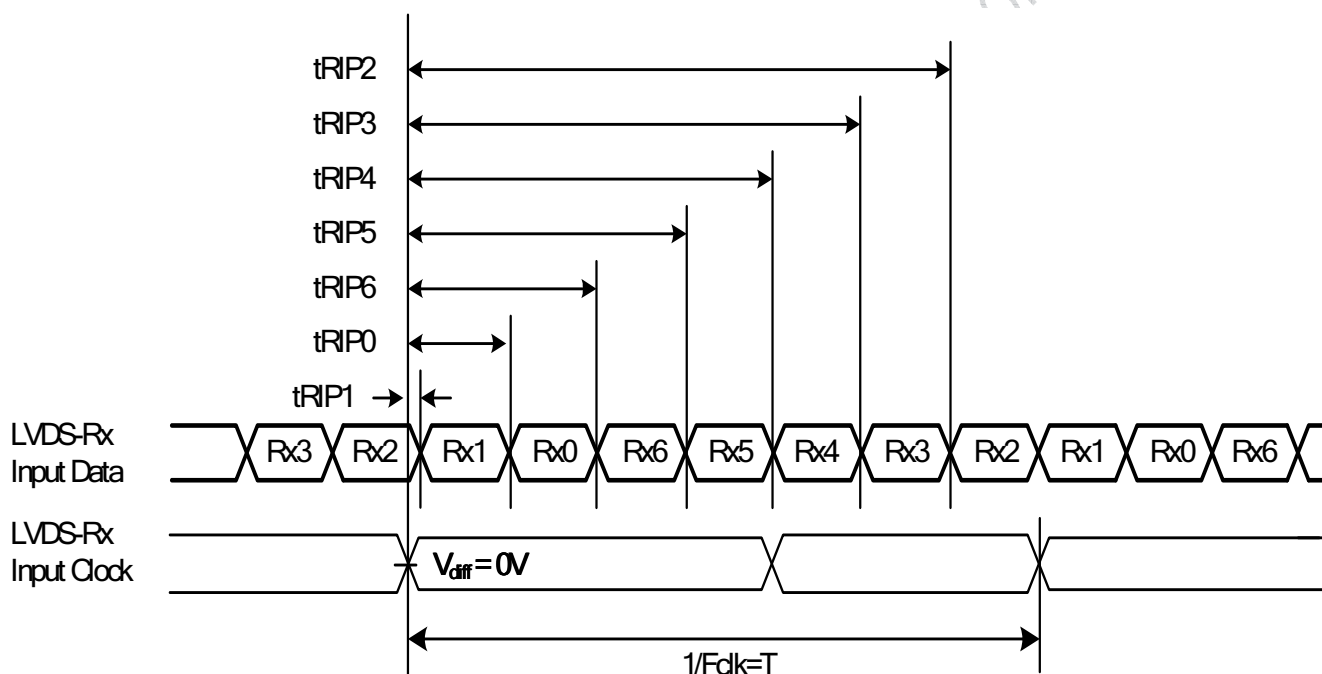 tRIP2
tRIP3
tRIP4
tRIP5
tRIP6
tRIP0
tRIP1
LVDS-Rx
Input Data
Rx3 Rx2 Rx1 Rx0 Rx6 Rx5 Rx4 Rx3 Rx2 Rx1 Rx0 Rx6
LVDS-Rx
Input Clock
Vdiff = 0V
1/Fclk=T